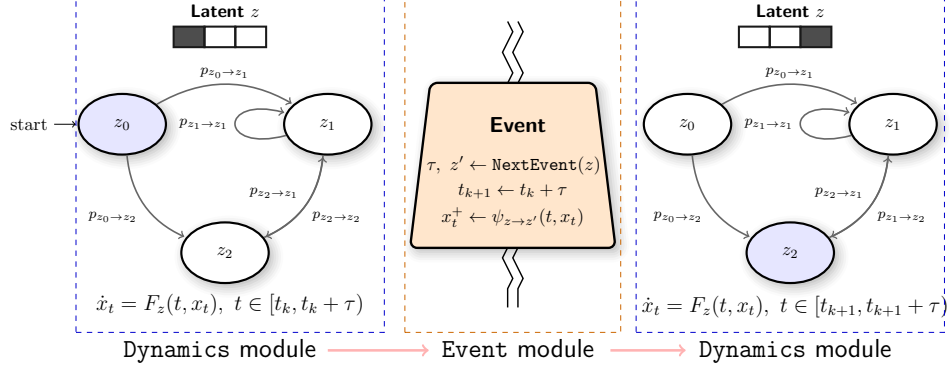 Latent z
p_{z_0→z_1}
start
z_0
p_{z_1→z_1}
z_1
p_{z_2→z_1}
p_{z_0→z_2}
p_{z_2→z_2}
z_2
ẋ_t = F_z(t, x_t), t ∈ [t_k, t_k + τ)
Dynamics module
Event
τ, z′ ← NextEvent(z)
t_{k+1} ← t_k + τ
x_t^+ ← ψ_{z→z′}(t, x_t)
Event module
Latent z
p_{z_0→z_1}
z_0
p_{z_1→z_1}
z_1
p_{z_2→z_1}
p_{z_0→z_2}
p_{z_1→z_2}
z_2
ẋ_t = F_z(t, x_t), t ∈ [t_{k+1}, t_{k+1} + τ)
Dynamics module